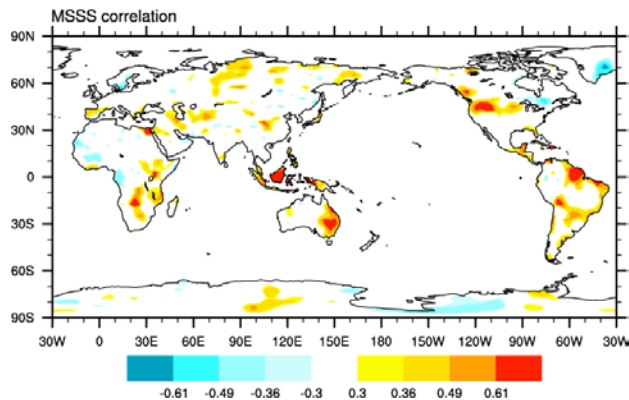 MSSS correlation
90N
60N
30N
0
30S
60S
90S
30W 0 30E 60E 90E 120E 150E 180 150W 120W 90W 60W 30W
-0.61 -0.49 -0.36 -0.3 0.3 0.36 0.49 0.61